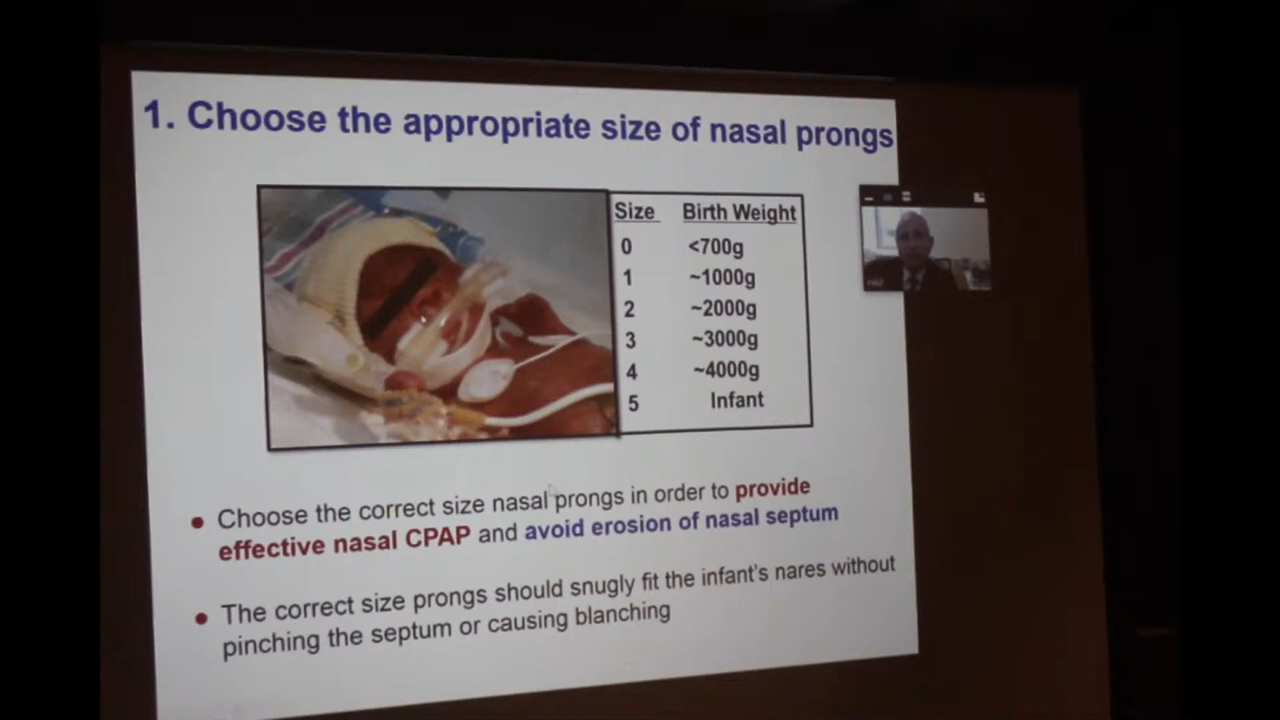 1. Choose the appropriate size of nasal prongs
Size Birth Weight
0 <700g
1 ~1000g
2 ~2000g
3 ~3000g
4 ~4000g
5 Infant
• Choose the correct size nasal prongs in order to provide
effective nasal CPAP and avoid erosion of nasal septum
• The correct size prongs should snugly fit the infant's nares without
pinching the septum or causing blanching